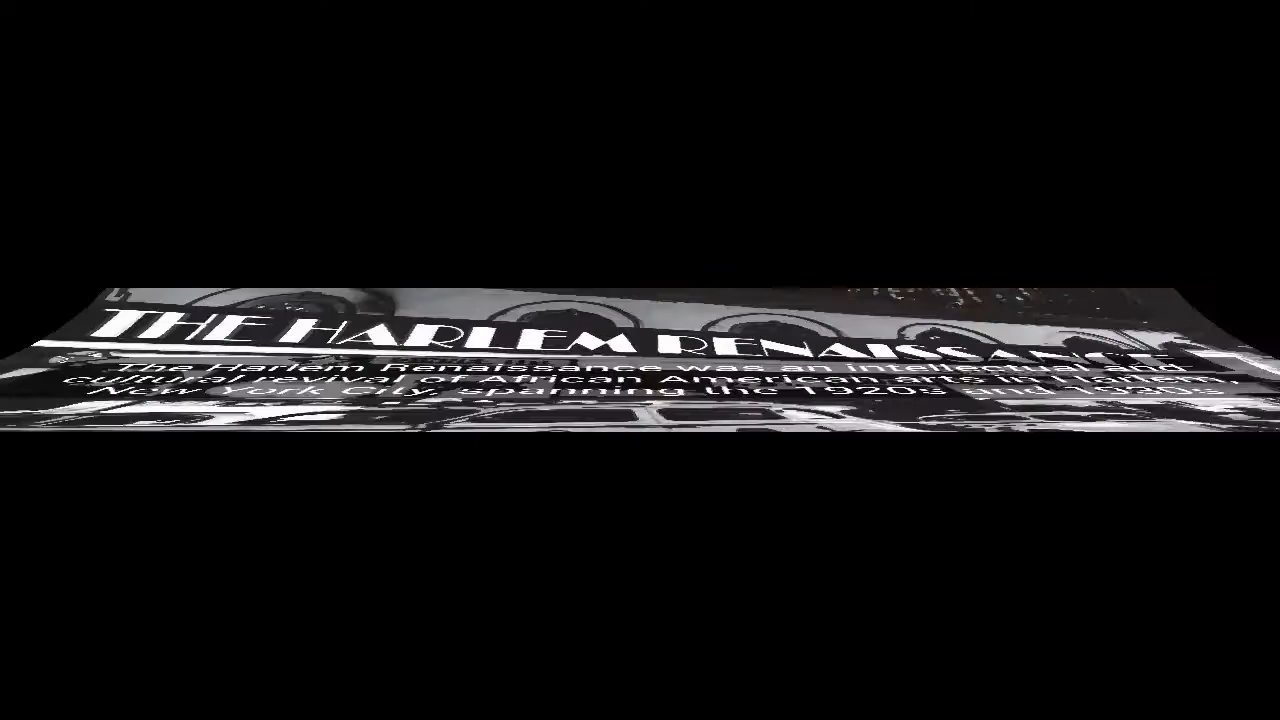 THE HARLEM RENAISSANCE
The Harlem Renaissance was an intellectual and
cultural revival of African American arts in Harlem,
New York City, spanning the 1920s and 1930s